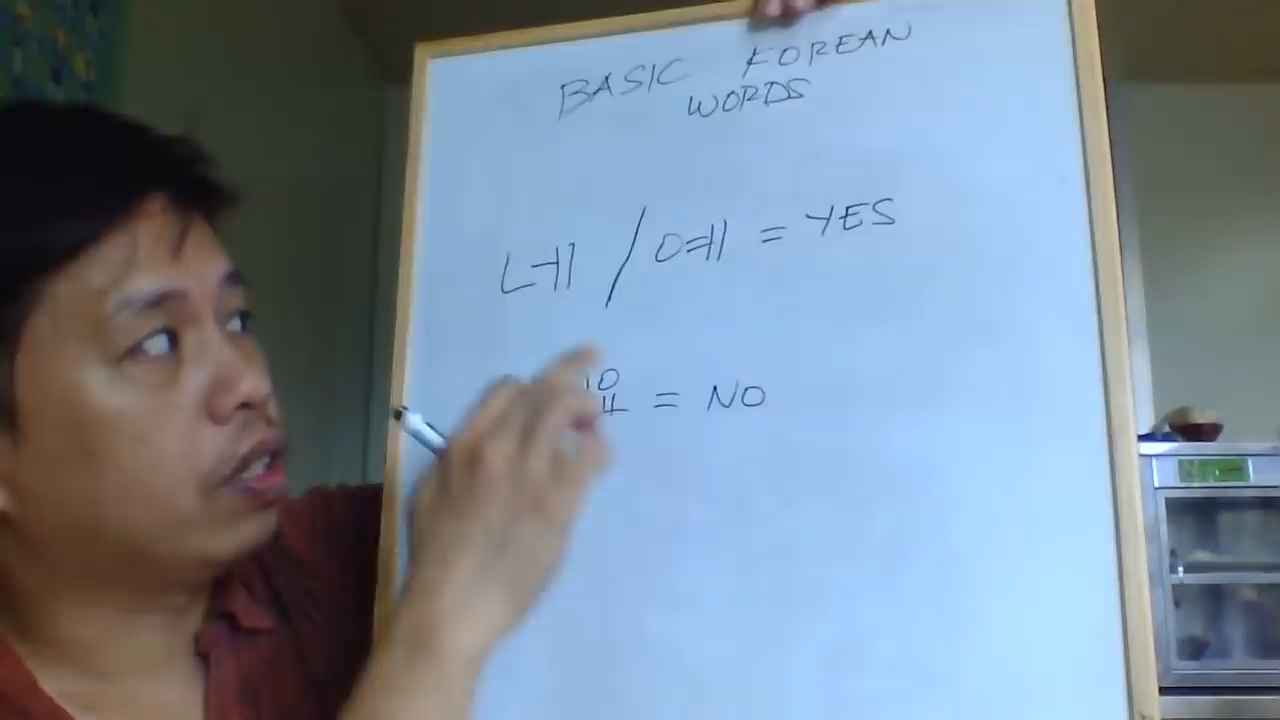 BASIC KOREAN
WORDS
네 / 예 = YES
= NO